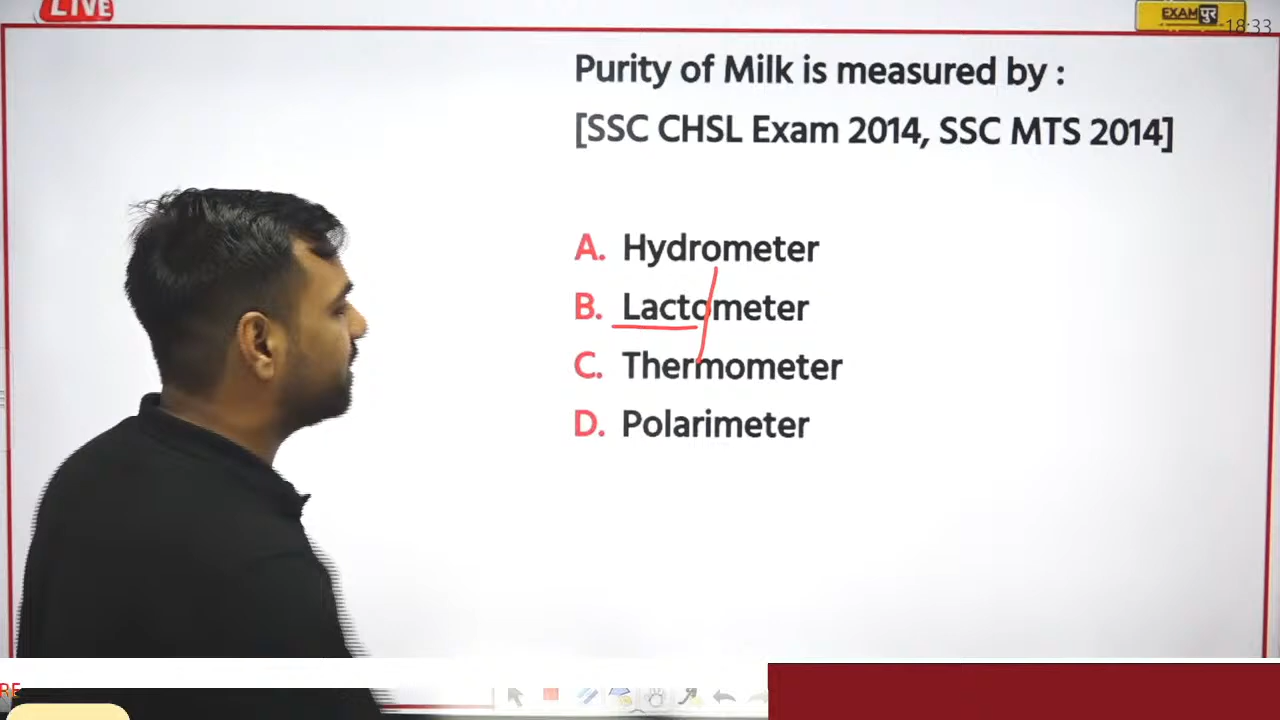 LIVE
EXAM पुर
18:33
Purity of Milk is measured by :
[SSC CHSL Exam 2014, SSC MTS 2014]
A. Hydrometer
B. Lactometer
C. Thermometer
D. Polarimeter
RE